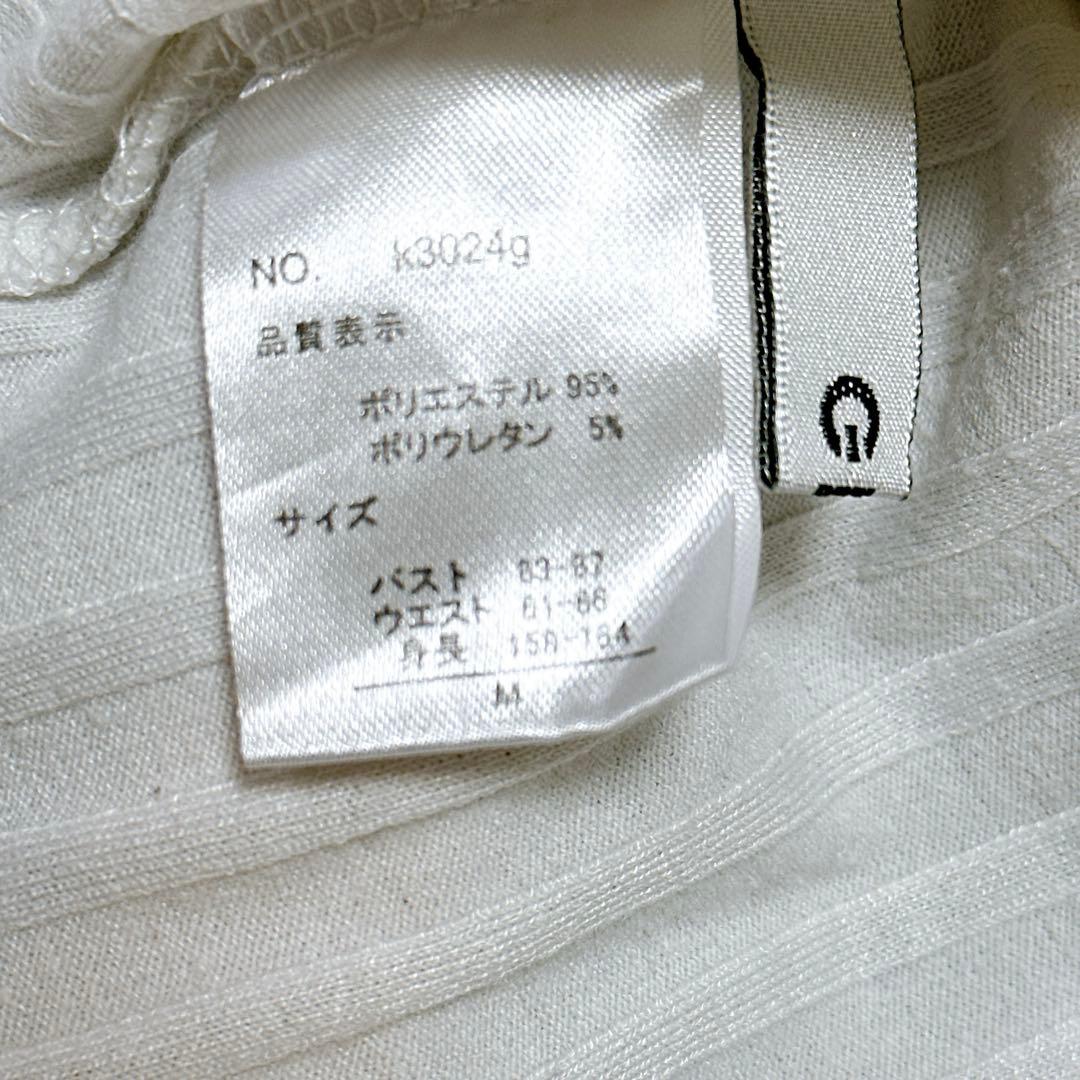 NO. k3024g
品質表示
ポリエステル 95%
ポリウレタン 5%
サイズ
バスト 83-87
ウエスト 61-66
身長 158-164
M